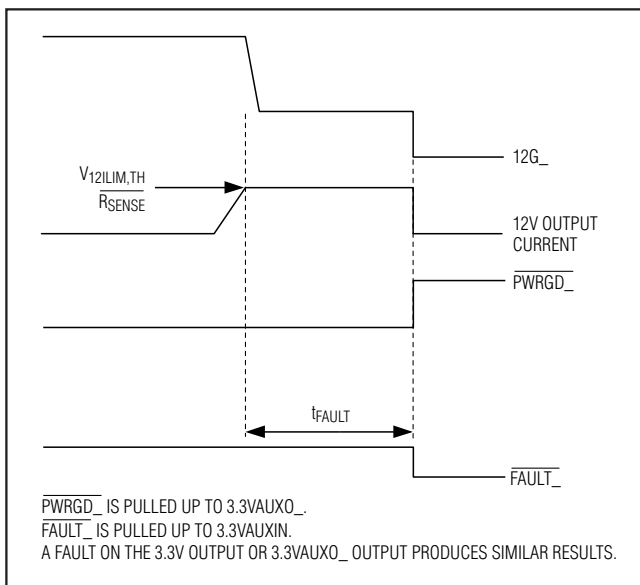 12G_
V12ILIM,TH
RSENSE
12V OUTPUT
CURRENT
PWRGD_
tFAULT
FAULT_
PWRGD_ IS PULLED UP TO 3.3VAUXO_.
FAULT_ IS PULLED UP TO 3.3VAUXIN.
A FAULT ON THE 3.3V OUTPUT OR 3.3VAUXO_ OUTPUT PRODUCES SIMILAR RESULTS.